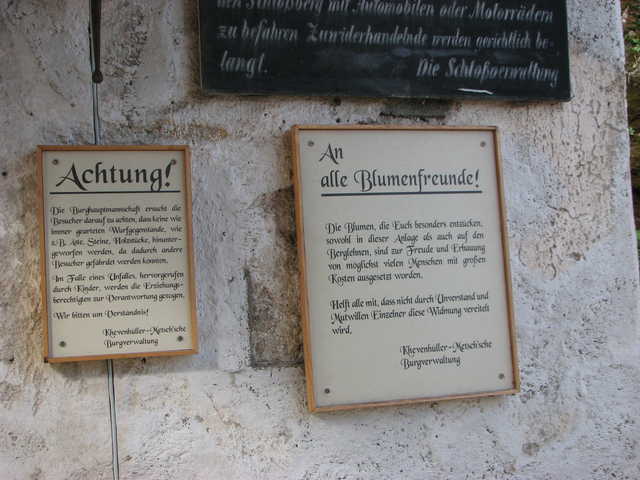 den Schloßberg mit Automobilen oder Motorrädern
zu befahren Zuwiderhandelnde werden gerichtlich be-
langt. Die Schloßverwaltung
Achtung!
Die Burghauptmannschaft ersucht die
Besucher darauf zu achten, dass keine wie
immer gearteten Wurfgegenstände, wie
z.B. Äste, Steine, Holzstücke, hinunter-
geworfen werden, da dadurch andere
Besucher gefährdet werden konnten.
Im Falle eines Unfalles, hervorgerufen
durch Kinder, werden die Erziehungs-
berechtigten zur Verantwortung gezogen.
Wir bitten um Verständnis!
Khevenhüller-Metsch'sche
Burgverwaltung
An
alle Blumenfreunde!
Die Blumen, die Euch besonders entzücken,
sowohl in dieser Anlage als auch auf den
Berglehnen, sind zur Freude und Erbauung
von möglichst vielen Menschen mit großen
Kosten ausgesetzt worden.
Helft alle mit, dass nicht durch Unverstand und
Mutwillen Einzelner diese Widmung vereitelt
wird.
Khevenhüller-Metsch'sche
Burgverwaltung